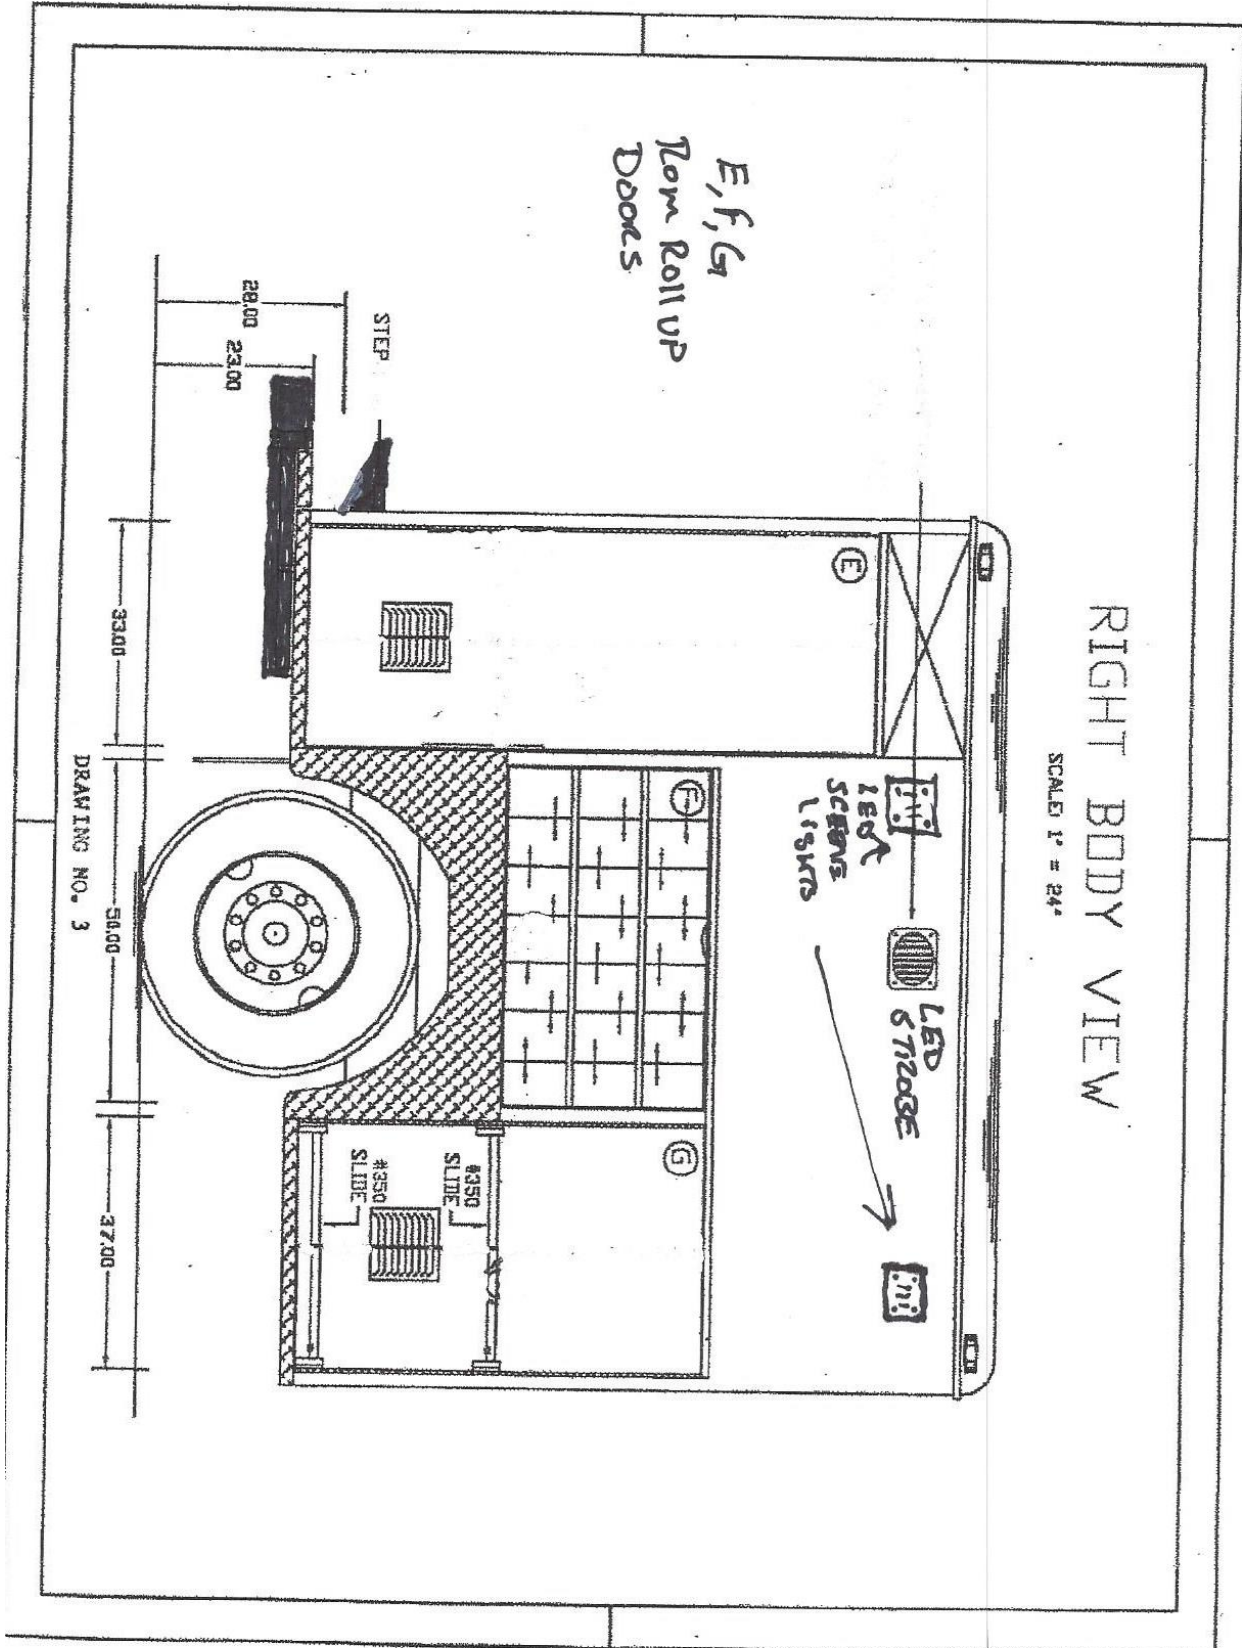 RIGHT BODY VIEW
SCALED 1" = 24"
E, F, G
Rom Roll UP
DOORS
LED
SCEENE
LIGHTS
LED
STROBE
E
F
G
STEP
28.00
23.00
#350
SLIDE
#350
SLIDE
33.00
50.00
37.00
DRAWING NO. 3